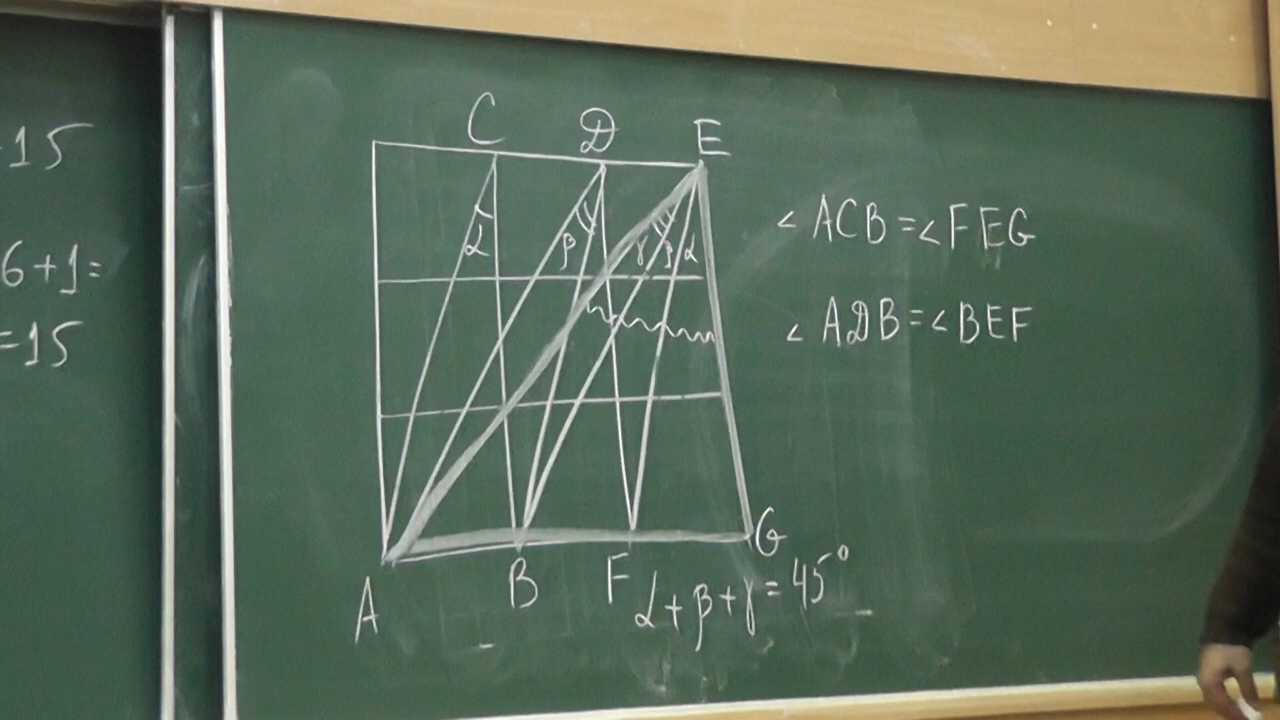 15
6+1=
=15
C D E
α β γ β α
A B F G
α+β+γ=45°
∠ACB=∠FEG
∠ADB=∠BEF